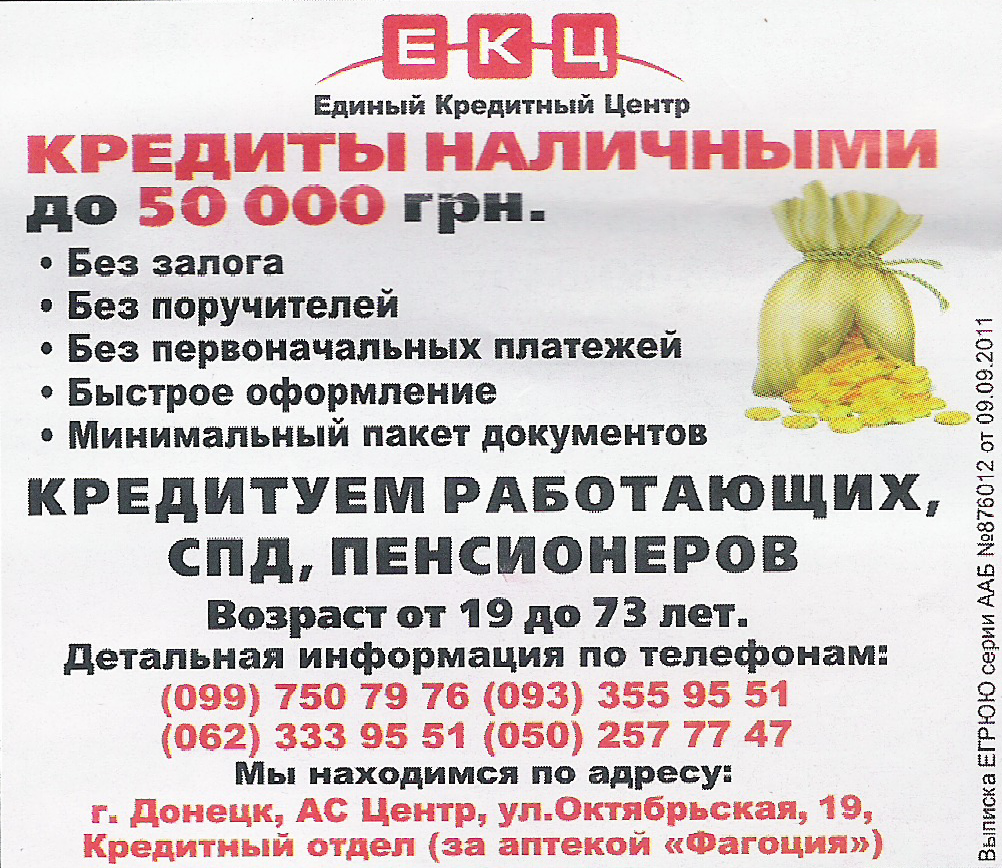 ЕКЦ
Единый Кредитный Центр
КРЕДИТЫ НАЛИЧНЫМИ
до 50 000 грн.
• Без залога
• Без поручителей
• Без первоначальных платежей
• Быстрое оформление
• Минимальный пакет документов
КРЕДИТУЕМ РАБОТАЮЩИХ,
СПД, ПЕНСИОНЕРОВ
Возраст от 19 до 73 лет.
Детальная информация по телефонам:
(099) 750 79 76 (093) 355 95 51
(062) 333 95 51 (050) 257 77 47
Мы находимся по адресу:
г. Донецк, АС Центр, ул.Октябрьская, 19,
Кредитный отдел (за аптекой «Фагоция»)
Выписка ЕГРЮЮ серии ААБ №876012 от 09.09.2011